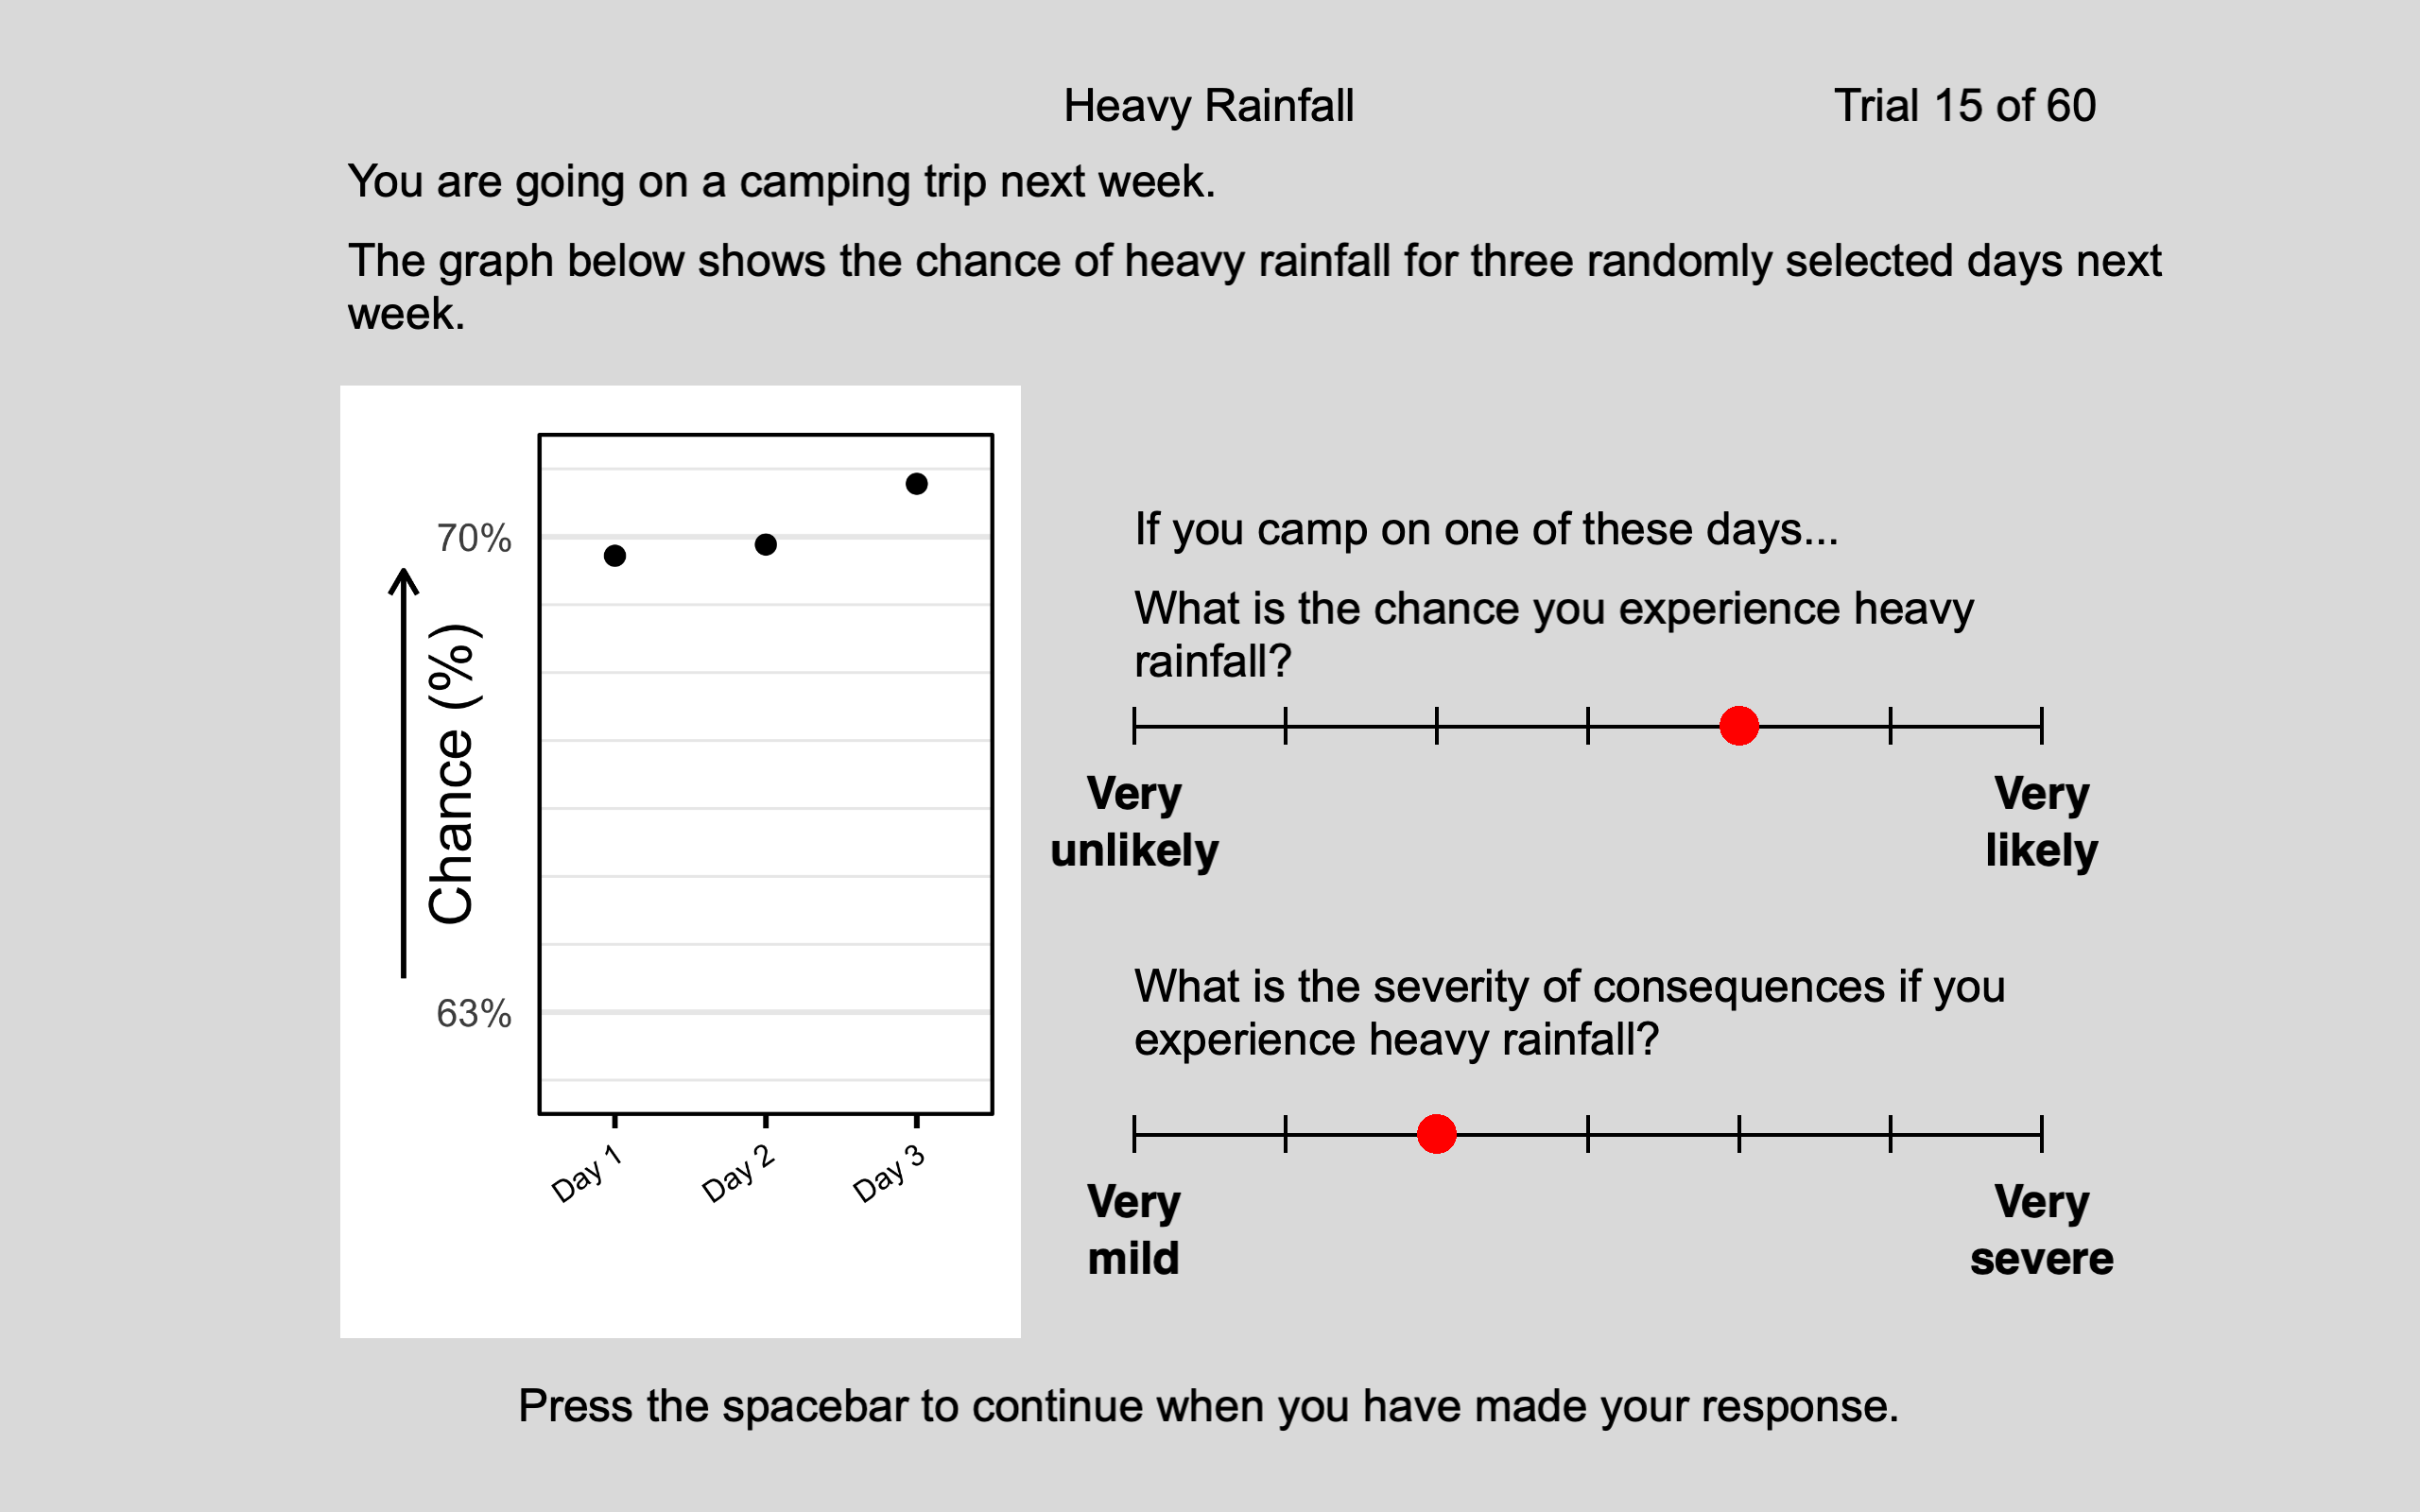 Heavy Rainfall
Trial 15 of 60
You are going on a camping trip next week.
The graph below shows the chance of heavy rainfall for three randomly selected days next
week.
70%
Chance (%)
63%
Day 1
Day 2
Day 3
If you camp on one of these days...
What is the chance you experience heavy
rainfall?
Very
unlikely
Very
likely
What is the severity of consequences if you
experience heavy rainfall?
Very
mild
Very
severe
Press the spacebar to continue when you have made your response.